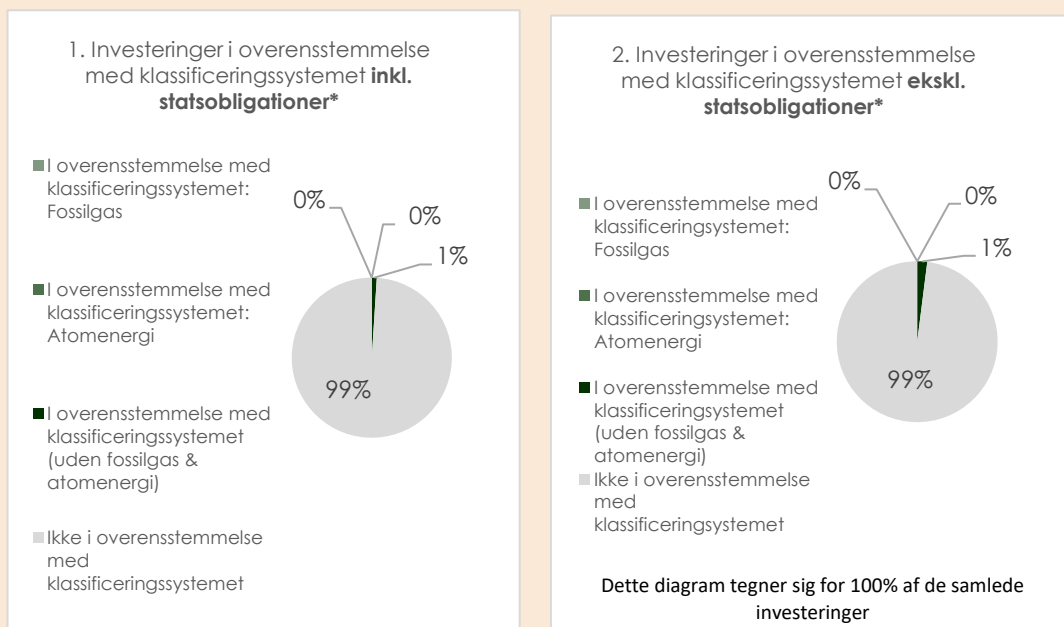 1. Investeringer i overensstemmelse
med klassificeringssystemet inkl.
statsobligationer*
I overensstemmelse med
klassificeringssystemet:
Fossilgas
I overensstemmelse med
klassificeringssystemet:
Atomenergi
I overensstemmelse med
klassificeringssystemet
(uden fossilgas &
atomenergi)
Ikke i overensstemmelse
med
klassificeringssystemet
0%
0%
1%
99%
2. Investeringer i overensstemmelse
med klassificeringssystemet ekskl.
statsobligationer*
I overensstemmelse med
klassificeringsystemet:
Fossilgas
I overensstemmelse med
klassificeringssystemet:
Atomenergi
I overensstemmelse med
klassificeringssystemet
(uden fossilgas &
atomenergi)
Ikke i overensstemmelse
med
klassificeringsystemet
0%
0%
1%
99%
Dette diagram tegner sig for 100% af de samlede
investeringer